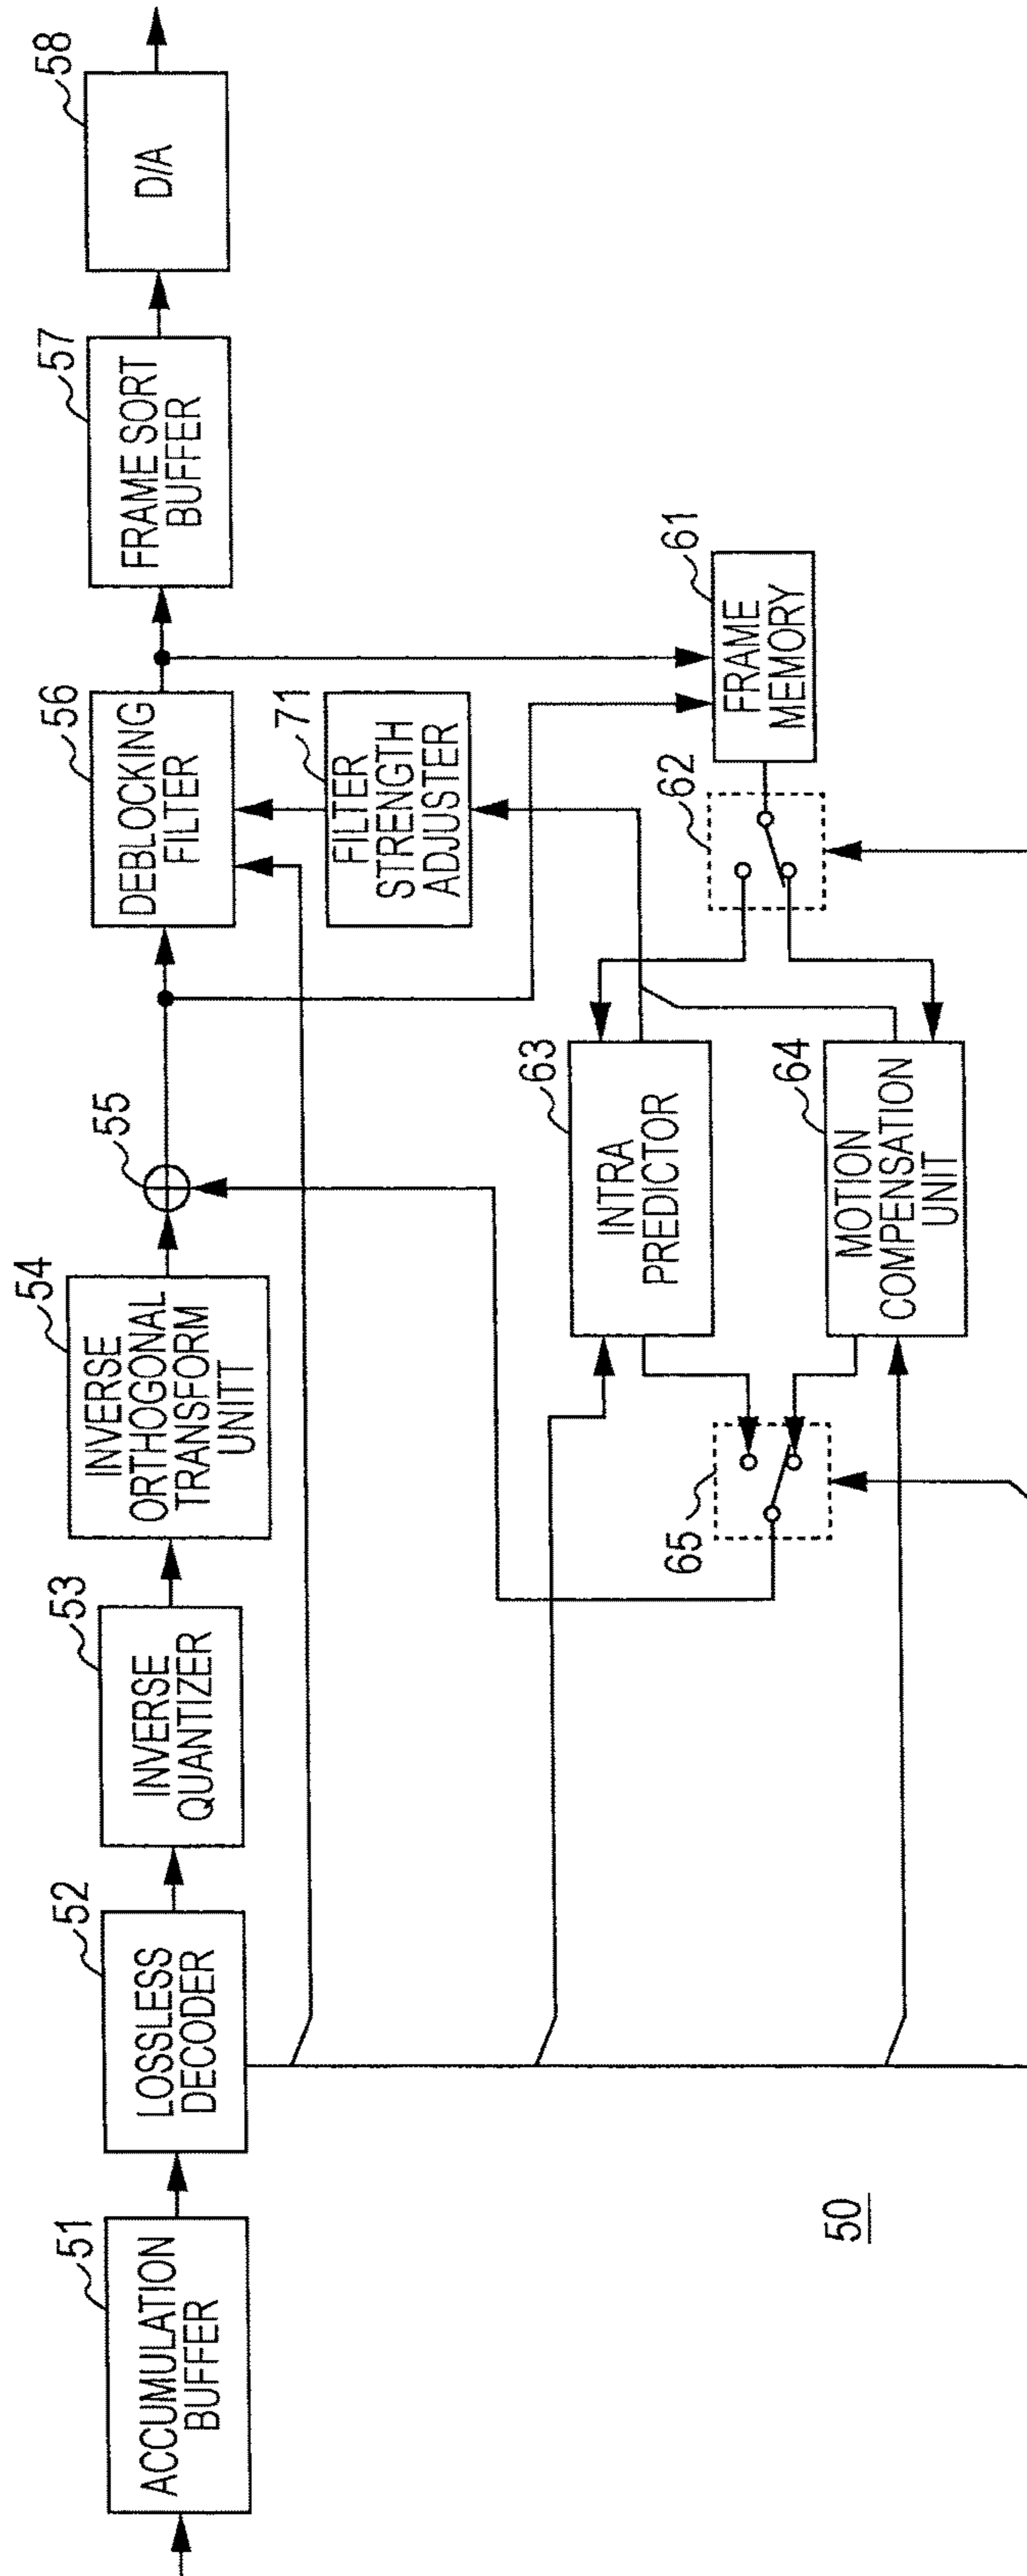 51
ACCUMULATION
BUFFER
52
LOSSLESS
DECODER
53
INVERSE
QUANTIZER
54
INVERSE
ORTHOGONAL
TRANSFORM
UNITT
55
56
DEBLOCKING
FILTER
57
FRAME SORT
BUFFER
58
D/A
71
FILTER
STRENGTH
ADJUSTER
61
FRAME
MEMORY
62
63
INTRA
PREDICTOR
64
MOTION
COMPENSATION
UNIT
65
50